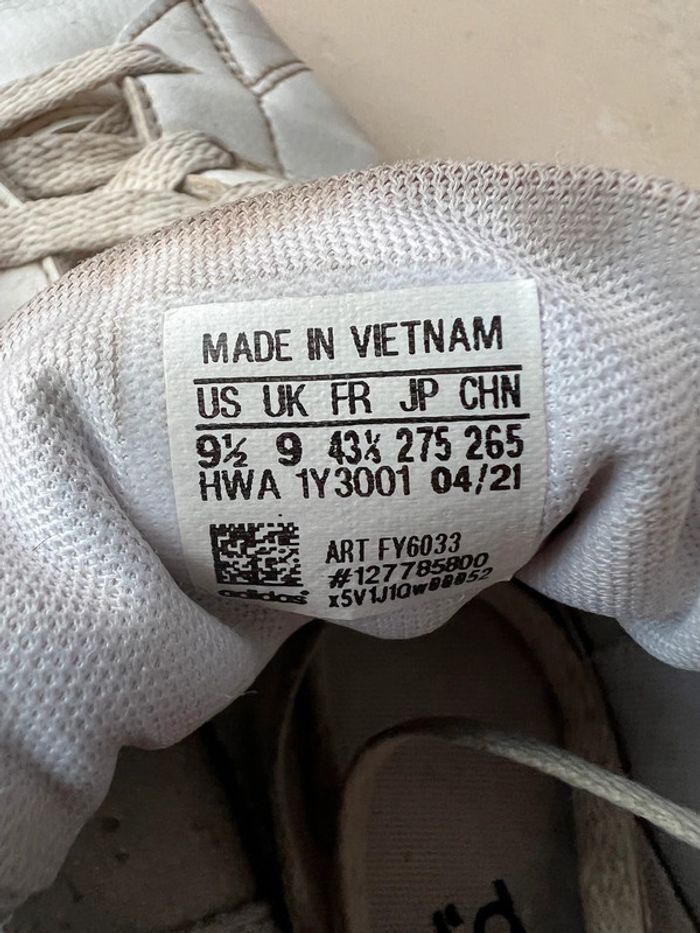 MADE IN VIETNAM
US UK FR JP CHN
9½ 9 43⅓ 275 265
HWA 1Y3001 04/21
ART FY6033
#127785800
adidas